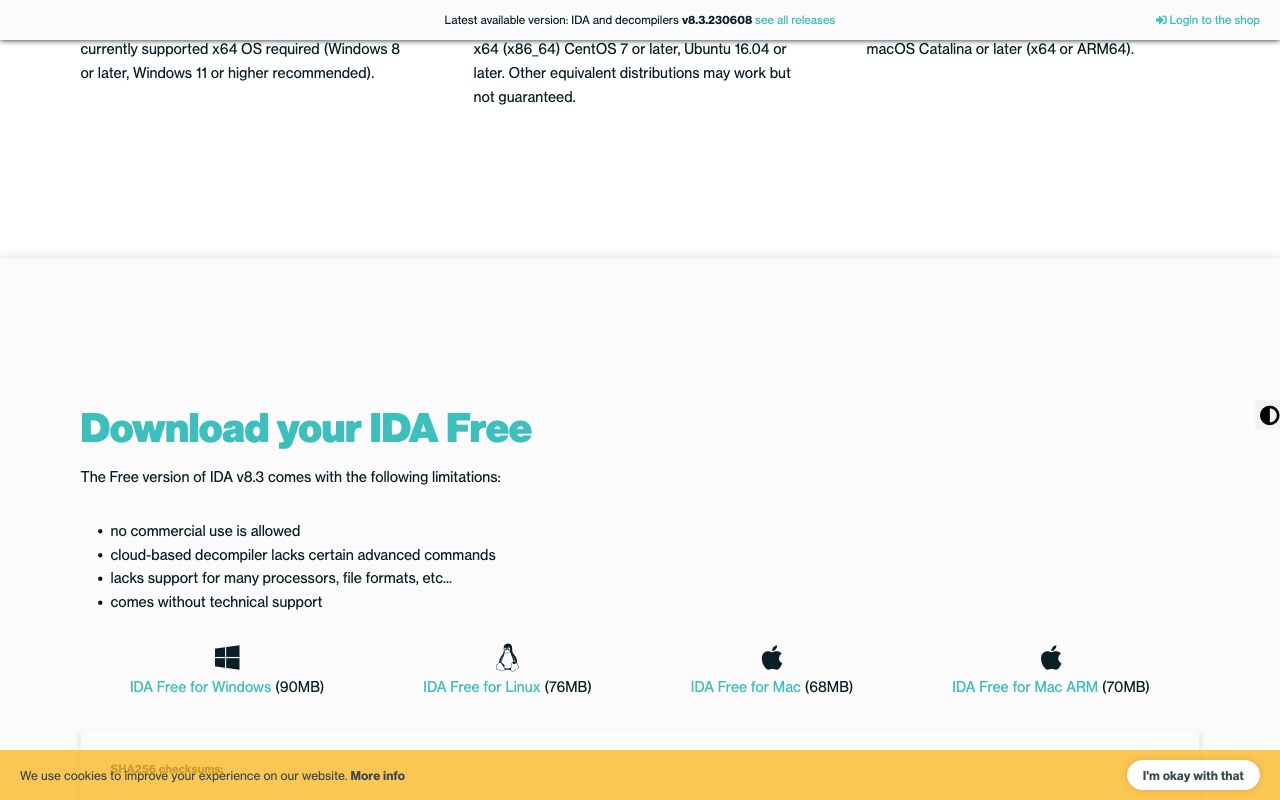 Latest available version: IDA and decompilers v8.3.230608 see all releases
Login to the shop
currently supported x64 OS required (Windows 8
or later, Windows 11 or higher recommended).
x64 (x86_64) CentOS 7 or later, Ubuntu 16.04 or
later. Other equivalent distributions may work but
not guaranteed.
macOS Catalina or later (x64 or ARM64).
Download your IDA Free
The Free version of IDA v8.3 comes with the following limitations:
• no commercial use is allowed
• cloud-based decompiler lacks certain advanced commands
• lacks support for many processors, file formats, etc...
• comes without technical support
IDA Free for Windows (90MB)
IDA Free for Linux (76MB)
IDA Free for Mac (68MB)
IDA Free for Mac ARM (70MB)
SHA256 checksums:
We use cookies to improve your experience on our website. More info
I'm okay with that